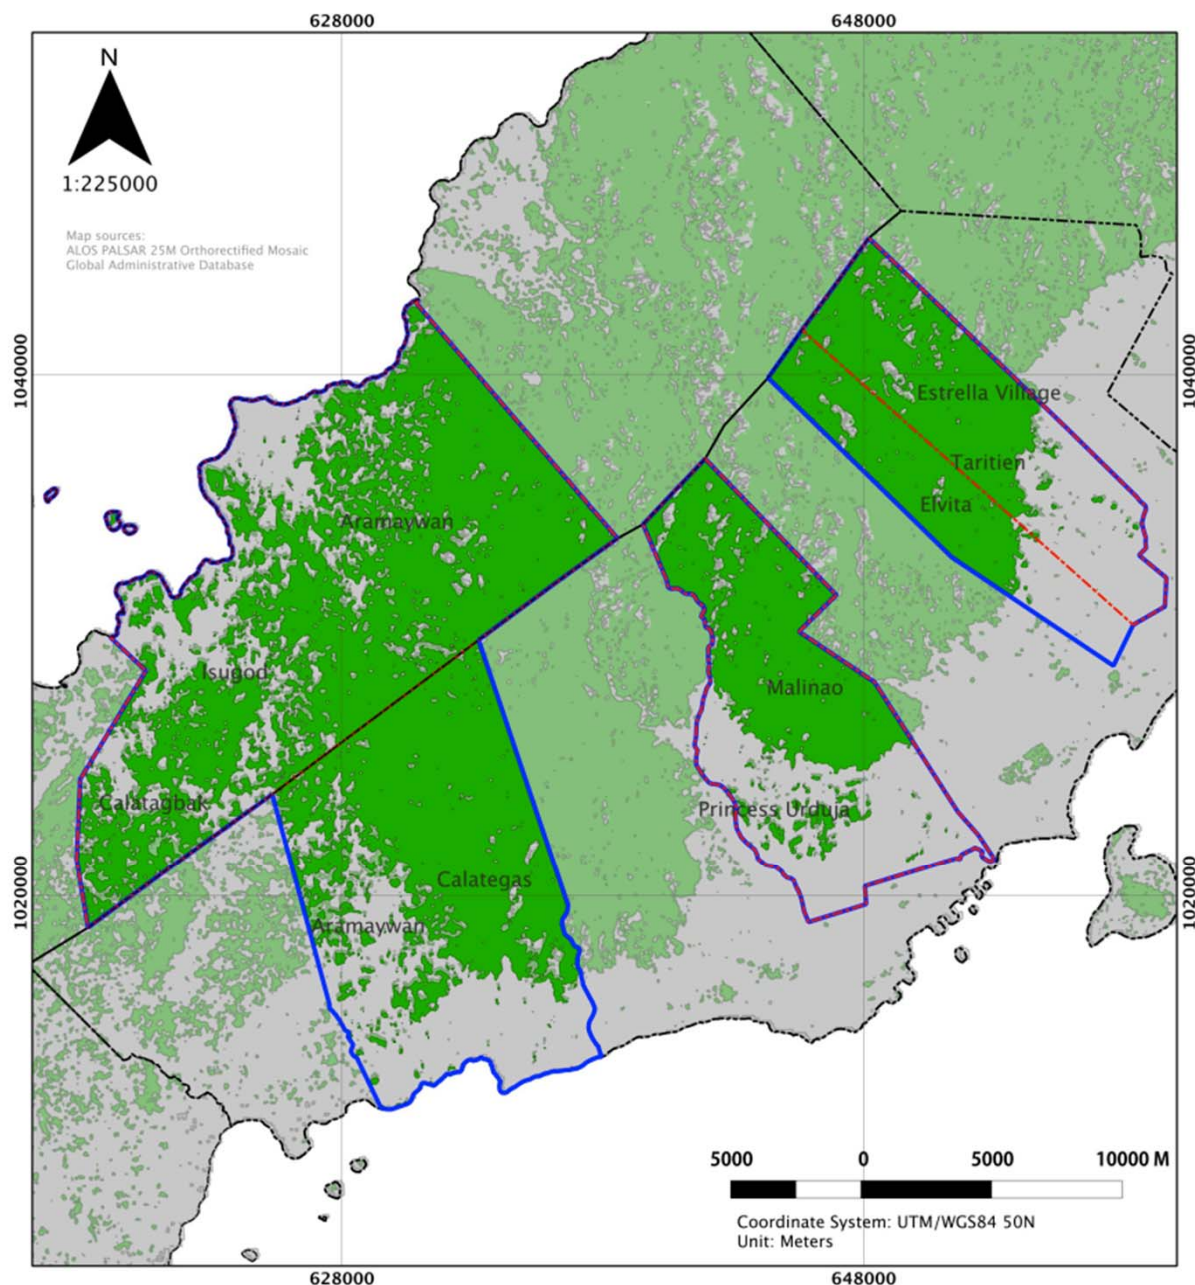 628000
648000
N
1:225000
Map sources:
ALOS PALSAR 25M Orthorectified Mosaic
Global Administrative Database
1040000
1040000
Estrella Village
Taritien
Elvita
Aramaywan
Isugod
Malinao
Calatagbak
Princess Urduja
Calategas
Aramaywan
1020000
1020000
5000
0
5000
10000 M
Coordinate System: UTM/WGS84 50N
Unit: Meters
628000
648000